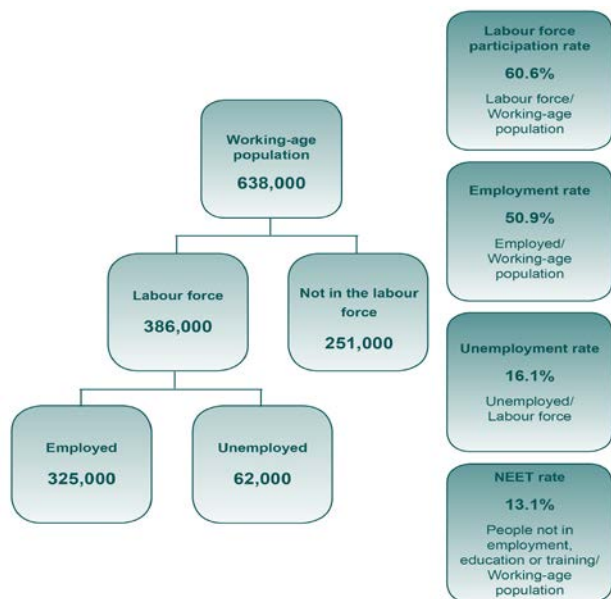 Labour force
participation rate
60.6%
Labour force/
Working-age
population
Working-age
population
638,000
Employment rate
50.9%
Employed/
Working-age
population
Labour force
386,000
Not in the labour
force
251,000
Unemployment rate
16.1%
Unemployed/
Labour force
Employed
325,000
Unemployed
62,000
NEET rate
13.1%
People not in
employment,
education or training/
Working-age
population